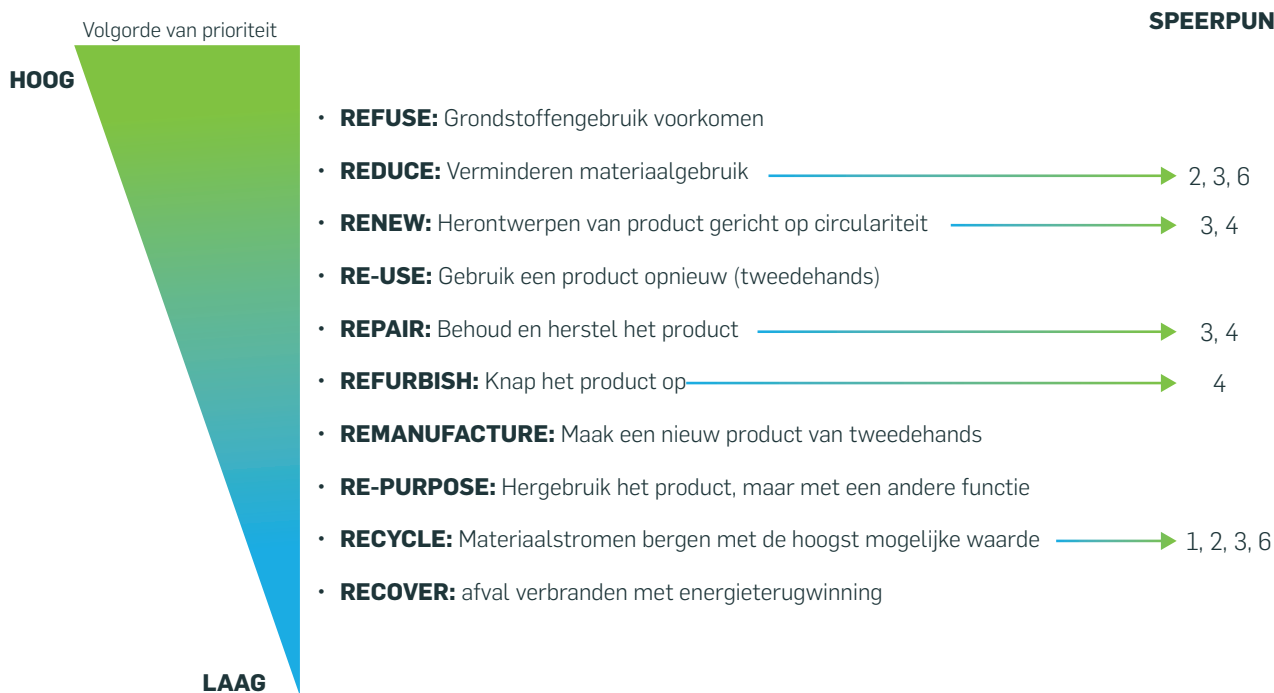 Volgorde van prioriteit
SPEERPUN
HOOG
• REFUSE: Grondstoffengebruik voorkomen
• REDUCE: Verminderen materiaalgebruik 2, 3, 6
• RENEW: Herontwerpen van product gericht op circulariteit 3, 4
• RE-USE: Gebruik een product opnieuw (tweedehands)
• REPAIR: Behoud en herstel het product 3, 4
• REFURBISH: Knap het product op 4
• REMANUFACTURE: Maak een nieuw product van tweedehands
• RE-PURPOSE: Hergebruik het product, maar met een andere functie
• RECYCLE: Materiaalstromen bergen met de hoogst mogelijke waarde 1, 2, 3, 6
• RECOVER: afval verbranden met energieterugwinning
LAAG